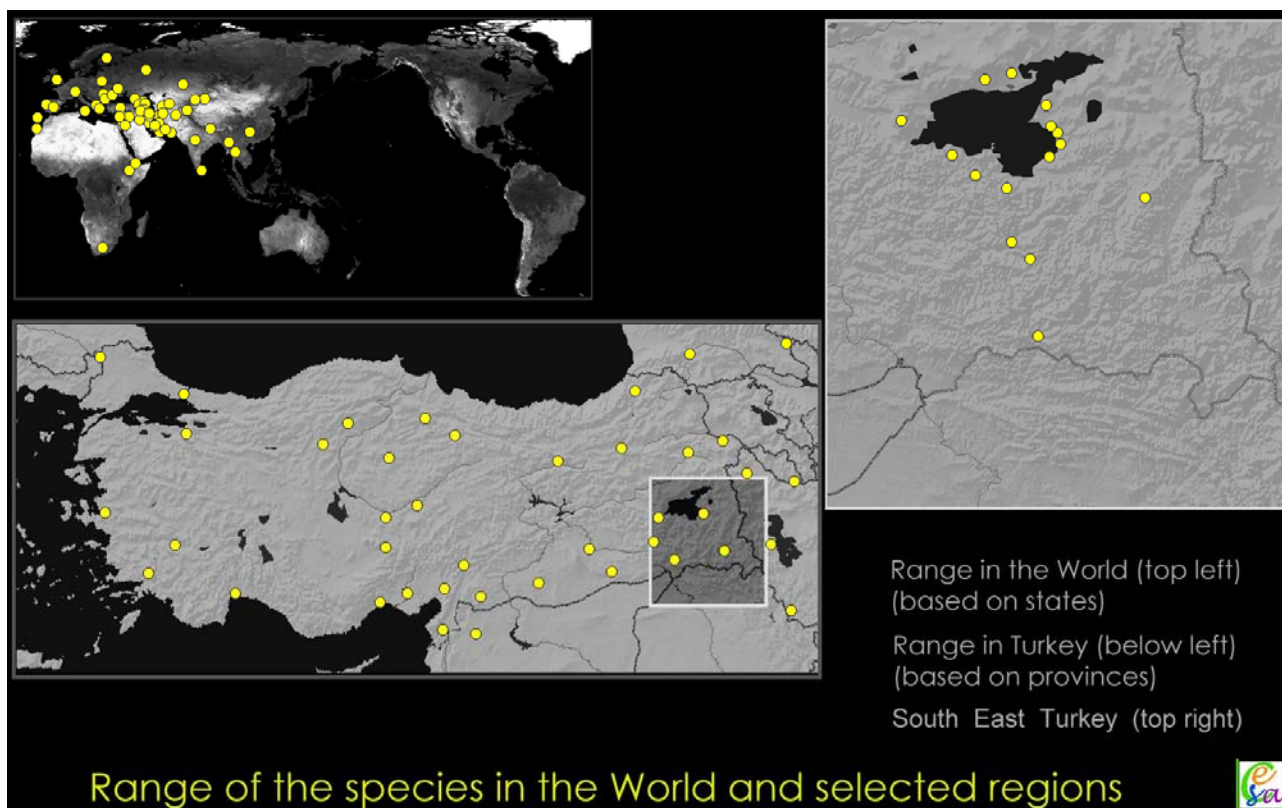 Range in the World (top left)
(based on states)
Range in Turkey (below left)
(based on provinces)
South East Turkey (top right)
Range of the species in the World and selected regions
esa